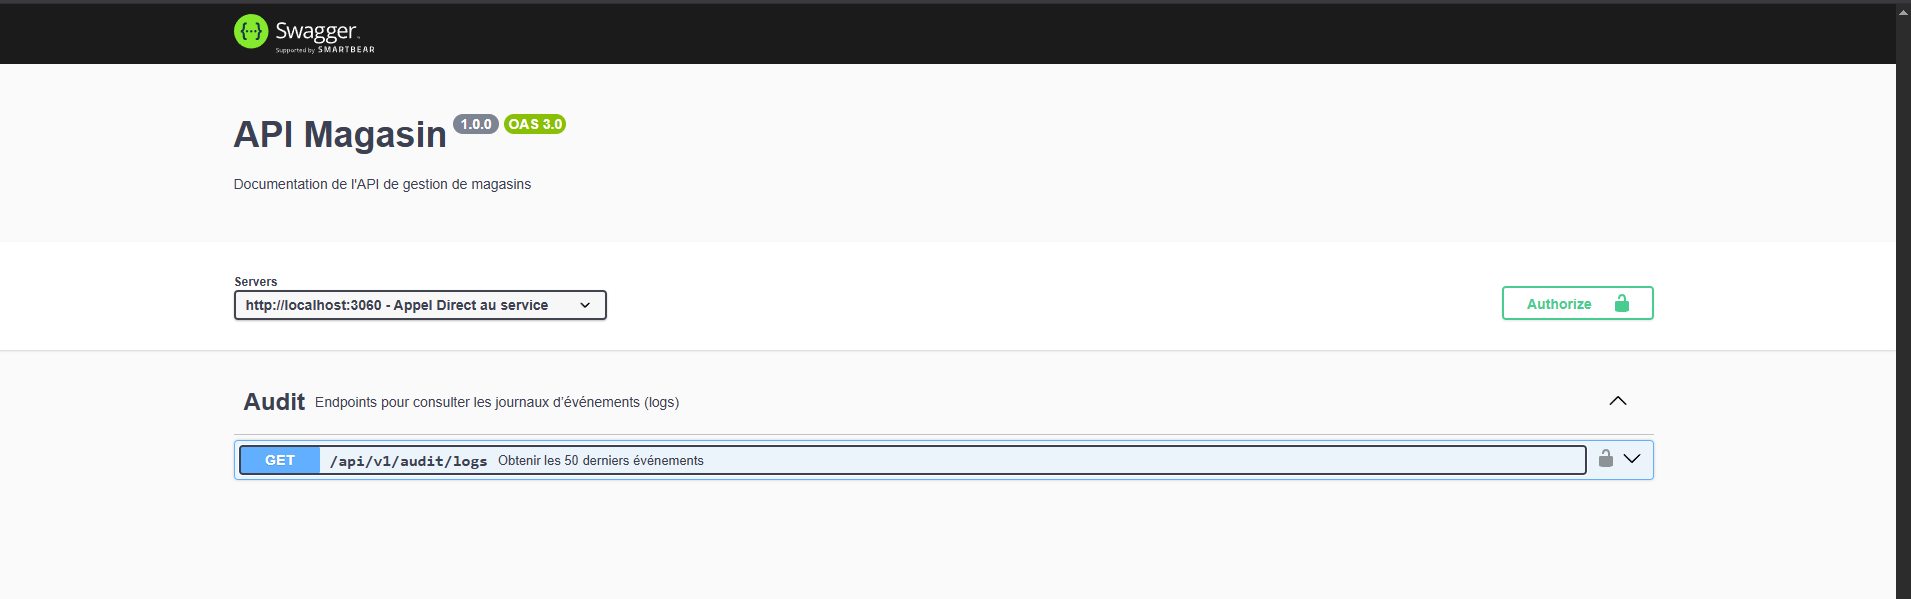 Swagger
Supported by SMARTBEAR
API Magasin 1.0.0 OAS 3.0
Documentation de l'API de gestion de magasins
Servers
http://localhost:3060 - Appel Direct au service
Authorize
Audit Endpoints pour consulter les journaux d’événements (logs)
GET /api/v1/audit/logs Obtenir les 50 derniers événements